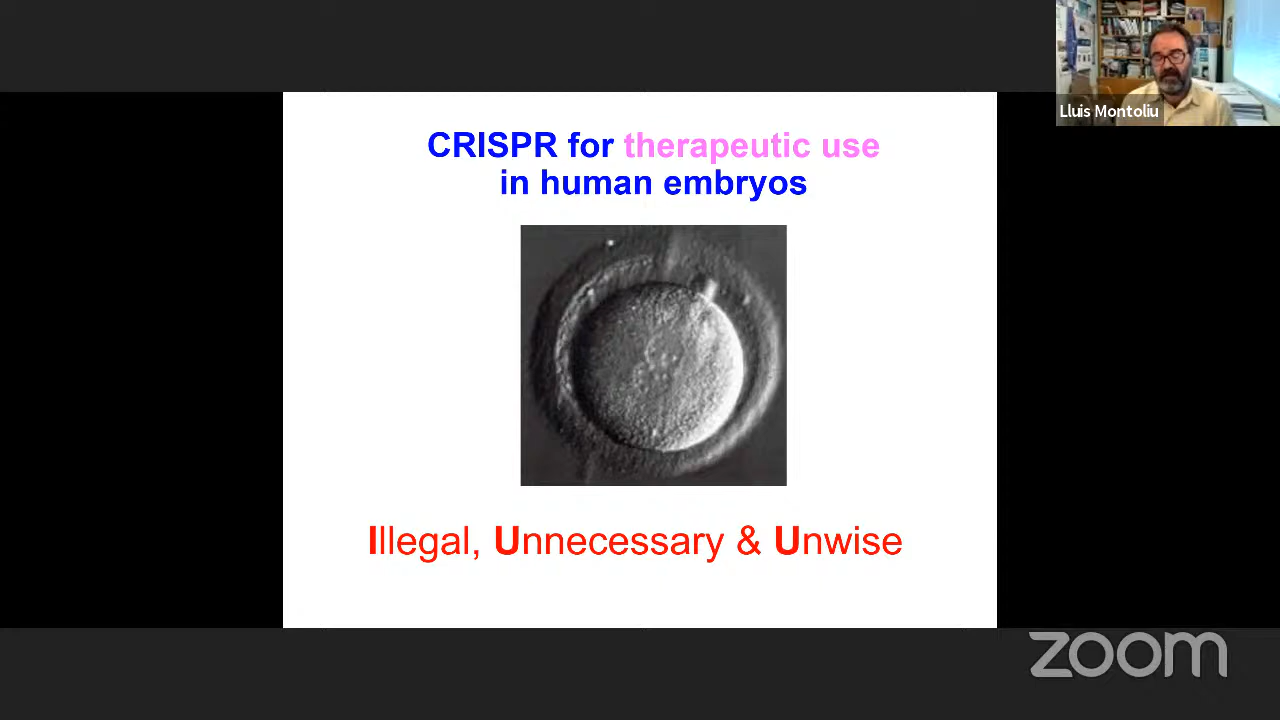 Lluis Montoliu
CRISPR for therapeutic use
in human embryos
Illegal, Unnecessary & Unwise
zoom